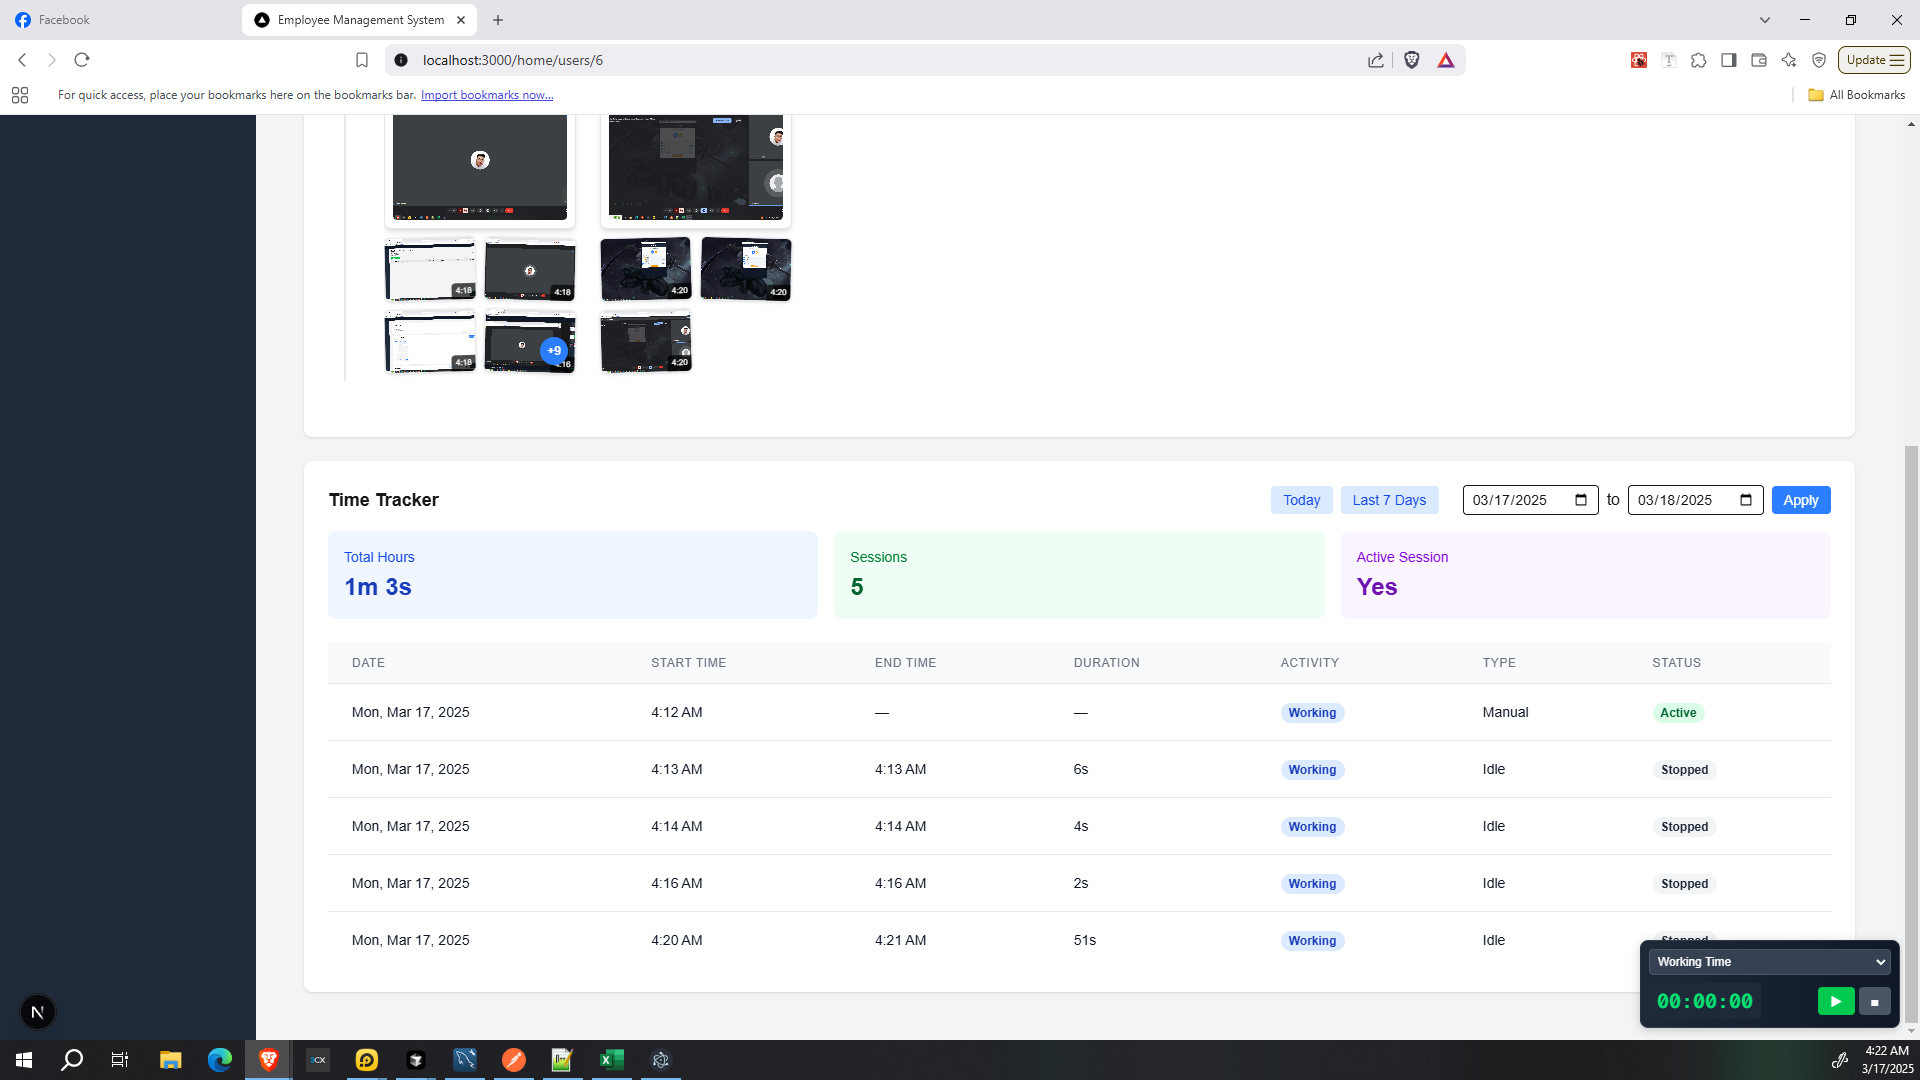 Facebook
Employee Management System
localhost:3000/home/users/6
Update
For quick access, place your bookmarks here on the bookmarks bar. Import bookmarks now...
All Bookmarks
4:18
4:18
4:20
4:20
4:18
+9
4:20
Time Tracker
Today
Last 7 Days
03/17/2025
to
03/18/2025
Apply
Total Hours
1m 3s
Sessions
5
Active Session
Yes
DATE START TIME END TIME DURATION ACTIVITY TYPE STATUS
Mon, Mar 17, 2025 4:12 AM — — Working Manual Active
Mon, Mar 17, 2025 4:13 AM 4:13 AM 6s Working Idle Stopped
Mon, Mar 17, 2025 4:14 AM 4:14 AM 4s Working Idle Stopped
Mon, Mar 17, 2025 4:16 AM 4:16 AM 2s Working Idle Stopped
Mon, Mar 17, 2025 4:20 AM 4:21 AM 51s Working Idle Stopped
Working Time
00:00:00
N
3CX
4:22 AM
3/17/2025